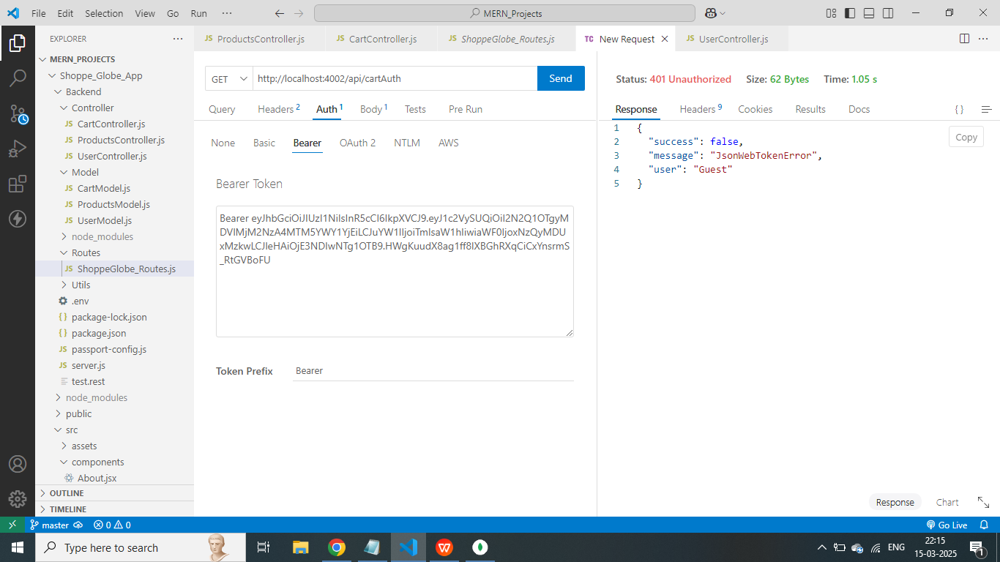 File Edit Selection View Go Run ··· MERN_Projects
EXPLORER ···
MERN_PROJECTS
Shoppe_Globe_App
Backend
Controller
JS CartController.js
JS ProductsController.js
JS UserController.js
Model
JS CartModel.js
JS ProductsModel.js
JS UserModel.js
node_modules
Routes
JS ShoppeGlobe_Routes.js
Utils
.env
{} package-lock.json
{} package.json
JS passport-config.js
JS server.js
test.rest
node_modules
public
src
assets
components
About.jsx
OUTLINE
TIMELINE
JS ProductsController.js JS CartController.js JS ShoppeGlobe_Routes.js TC New Request JS UserController.js ···
GET http://localhost:4002/api/cartAuth Send
Query Headers 2 Auth 1 Body 1 Tests Pre Run
None Basic Bearer OAuth 2 NTLM AWS
Bearer Token
Token Prefix Bearer
Status: 401 Unauthorized Size: 62 Bytes Time: 1.05 s
Response Headers 9 Cookies Results Docs { }
1 {
2 "success": false,
3 "message": "JsonWebTokenError",
4 "user": "Guest"
5 }
Copy
Response Chart
master 0 0 Go Live
Type here to search
ENG
22:15
15-03-2025
1